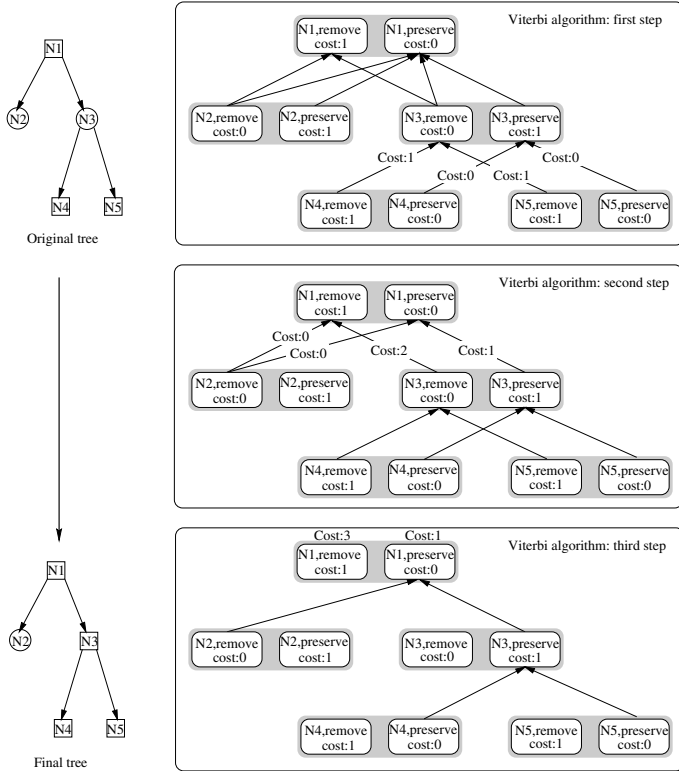 N1
N2
N3
N4
N5
Original tree
Viterbi algorithm: first step
N1,remove
cost:1
N1,preserve
cost:0
N2,remove
cost:0
N2,preserve
cost:1
N3,remove
cost:0
N3,preserve
cost:1
Cost:1
Cost:0
Cost:1
Cost:0
N4,remove
cost:1
N4,preserve
cost:0
N5,remove
cost:1
N5,preserve
cost:0
Viterbi algorithm: second step
N1,remove
cost:1
N1,preserve
cost:0
Cost:0
Cost:0
Cost:2
Cost:1
N2,remove
cost:0
N2,preserve
cost:1
N3,remove
cost:0
N3,preserve
cost:1
N4,remove
cost:1
N4,preserve
cost:0
N5,remove
cost:1
N5,preserve
cost:0
N1
N2
N3
N4
N5
Final tree
Viterbi algorithm: third step
Cost:3
Cost:1
N1,remove
cost:1
N1,preserve
cost:0
N2,remove
cost:0
N2,preserve
cost:1
N3,remove
cost:0
N3,preserve
cost:1
N4,remove
cost:1
N4,preserve
cost:0
N5,remove
cost:1
N5,preserve
cost:0